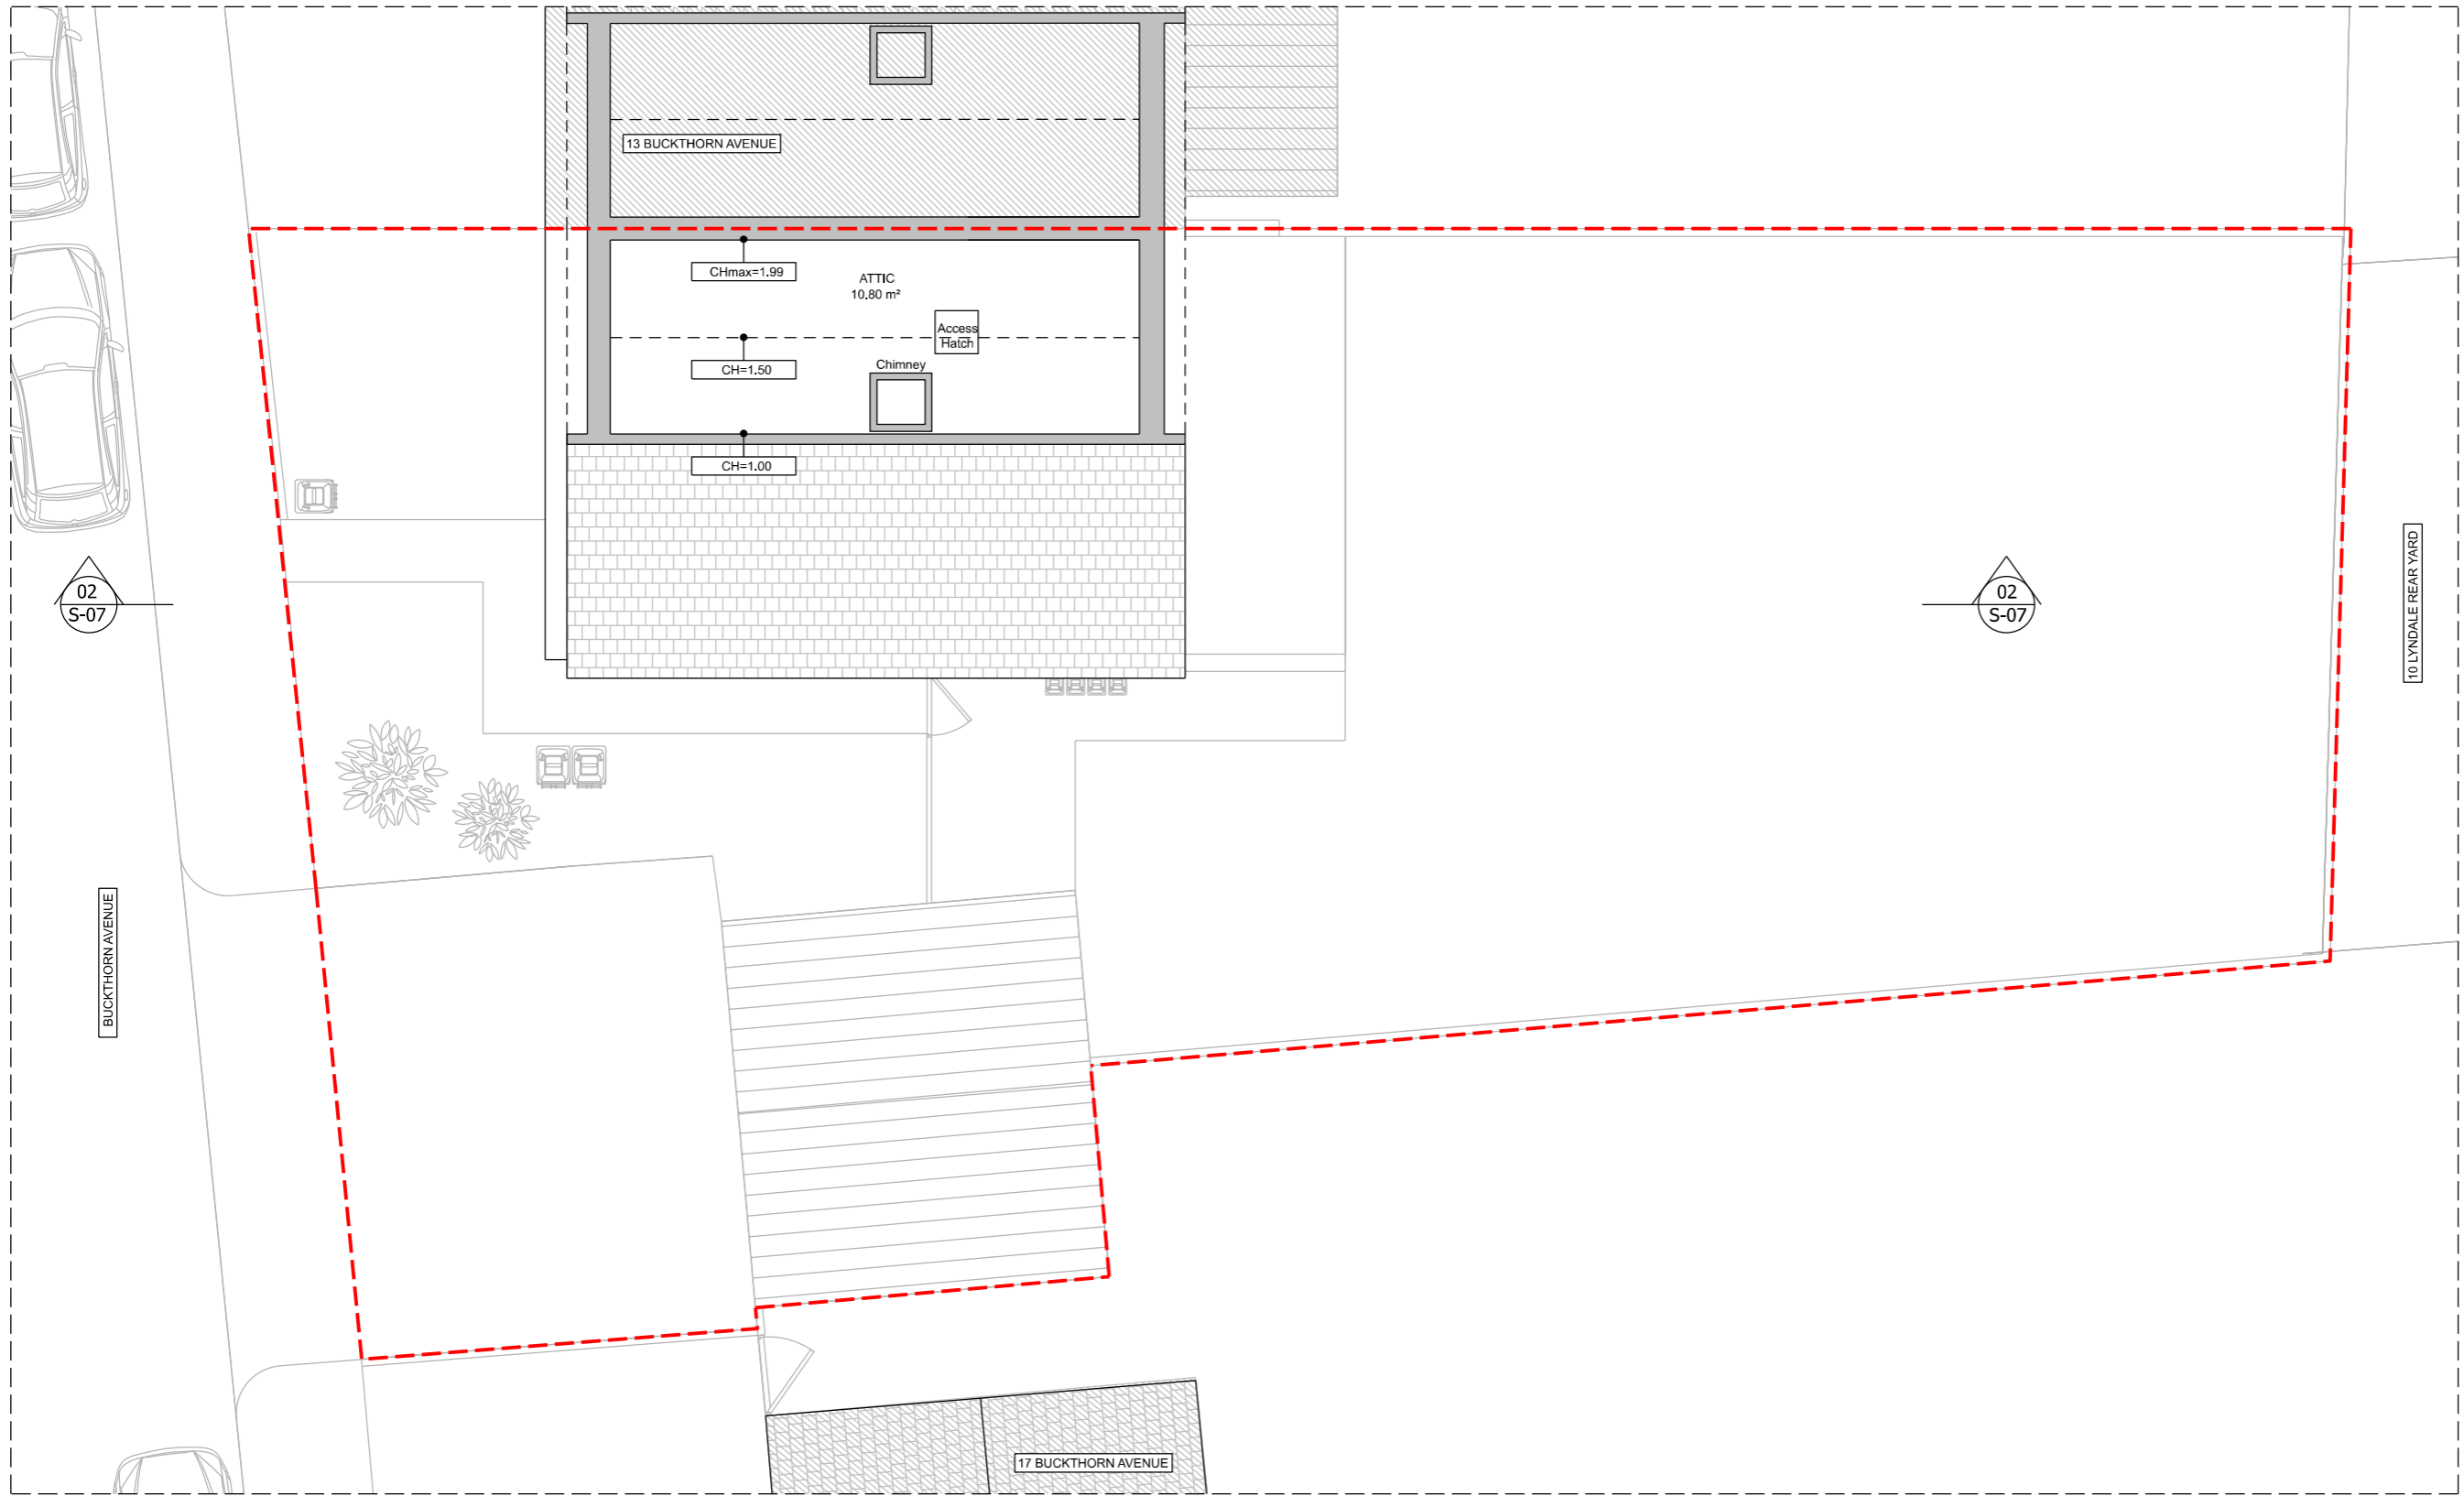 13 BUCKTHORN AVENUE
CHmax=1.99
ATTIC
10.80 m²
Access
Hatch
CH=1.50
Chimney
CH=1.00
02
S-07
02
S-07
10 LYNDALE REAR YARD
BUCKTHORN AVENUE
17 BUCKTHORN AVENUE